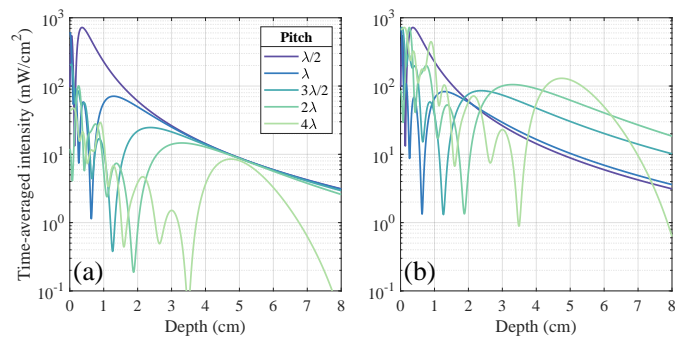 Time-averaged intensity (mW/cm²)
10³
10²
10¹
10⁰
10⁻¹
Pitch
λ/2
λ
3λ/2
2λ
4λ
(a)
0 1 2 3 4 5 6 7 8
Depth (cm)
10³
10²
10¹
10⁰
10⁻¹
(b)
0 1 2 3 4 5 6 7 8
Depth (cm)